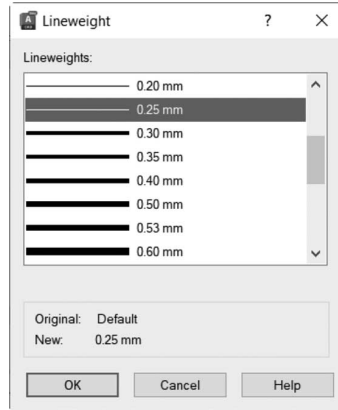 Lineweight ? ×
Lineweights:
0.20 mm
0.25 mm
0.30 mm
0.35 mm
0.40 mm
0.50 mm
0.53 mm
0.60 mm
Original: Default
New: 0.25 mm
OK Cancel Help